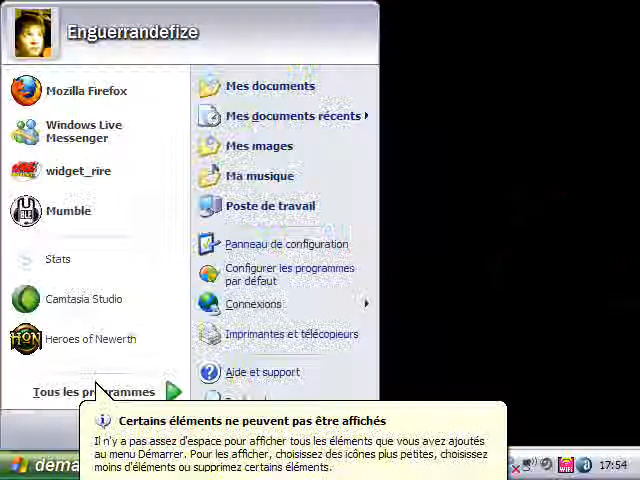 Enguerrandefize
Mozilla Firefox
Windows Live
Messenger
widget_rire
Mumble
Stats
Camtasia Studio
Heroes of Newerth
Tous les programmes
Mes documents
Mes documents récents
Mes images
Ma musique
Poste de travail
Panneau de configuration
Configurer les programmes
par défaut
Connexions
Imprimantes et télécopieurs
Aide et support
Certains éléments ne peuvent pas être affichés
Il n'y a pas assez d'espace pour afficher tous les éléments que vous avez ajoutés
au menu Démarrer. Pour les afficher, choisissez des icônes plus petites, choisissez
moins d'éléments ou supprimez certains éléments.
déma
17:54